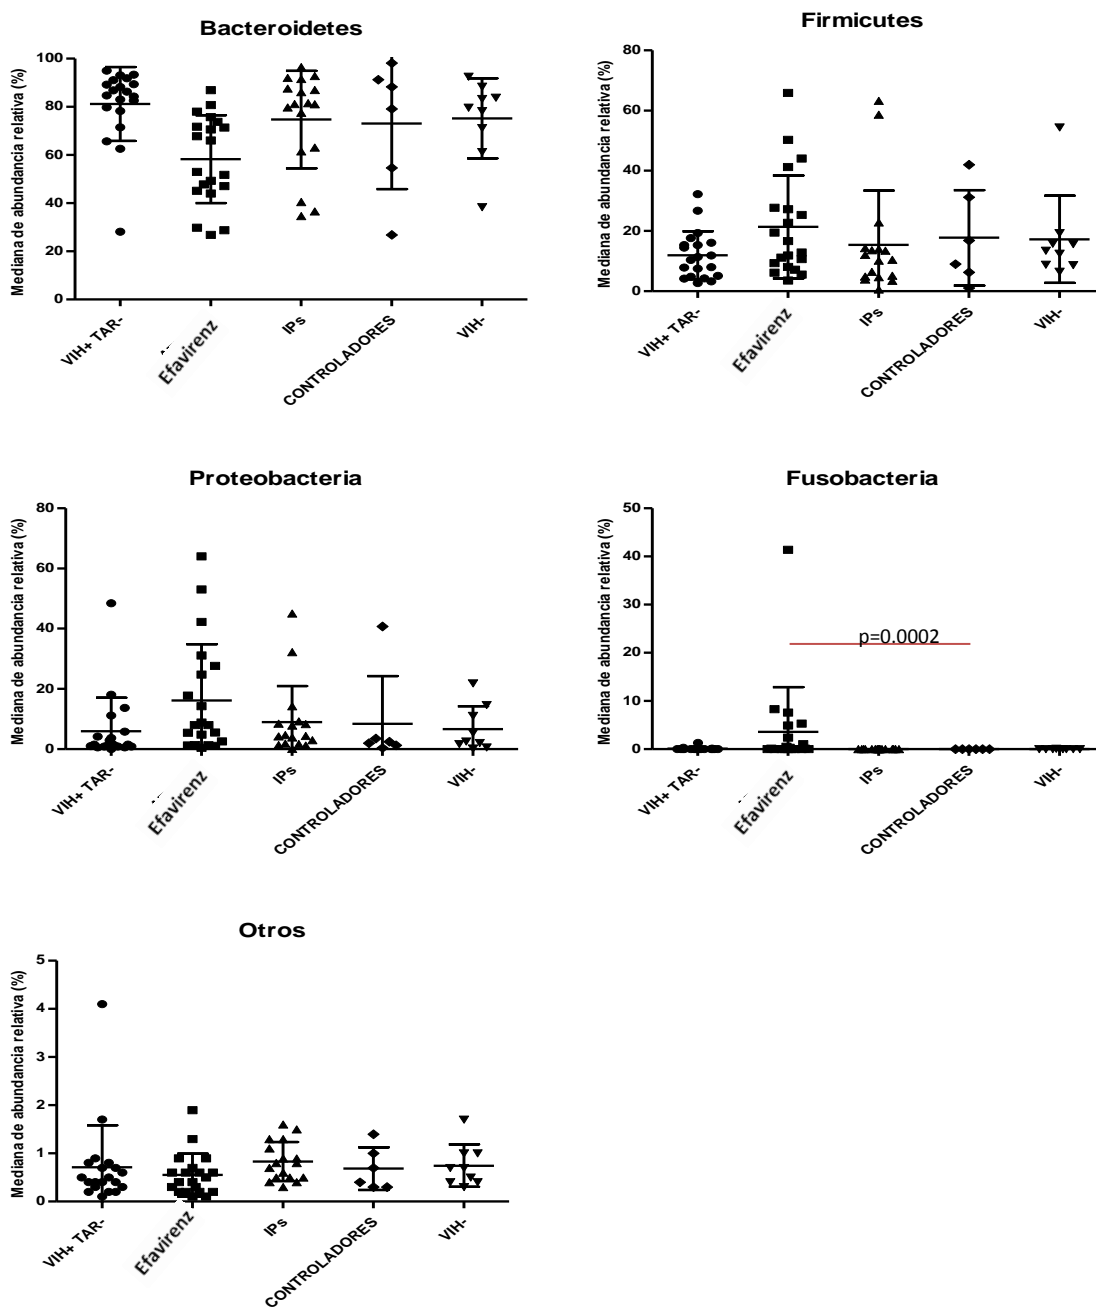 Bacteroidetes
Mediana de abundancia relativa (%)
100
80
60
40
20
0
VIH+ TAR-
Efavirenz
IPs
CONTROLADORES
VIH-
Firmicutes
Mediana de abundancia relativa (%)
80
60
40
20
0
VIH+ TAR-
Efavirenz
IPs
CONTROLADORES
VIH-
Proteobacteria
Mediana de abundancia relativa (%)
80
60
40
20
0
VIH+ TAR-
Efavirenz
IPs
CONTROLADORES
VIH-
Fusobacteria
Mediana de abundancia relativa (%)
50
40
30
20
10
0
p=0.0002
VIH+ TAR-
Efavirenz
IPs
CONTROLADORES
VIH-
Otros
Mediana de abundancia relativa (%)
5
4
3
2
1
0
VIH+ TAR-
Efavirenz
IPs
CONTROLADORES
VIH-